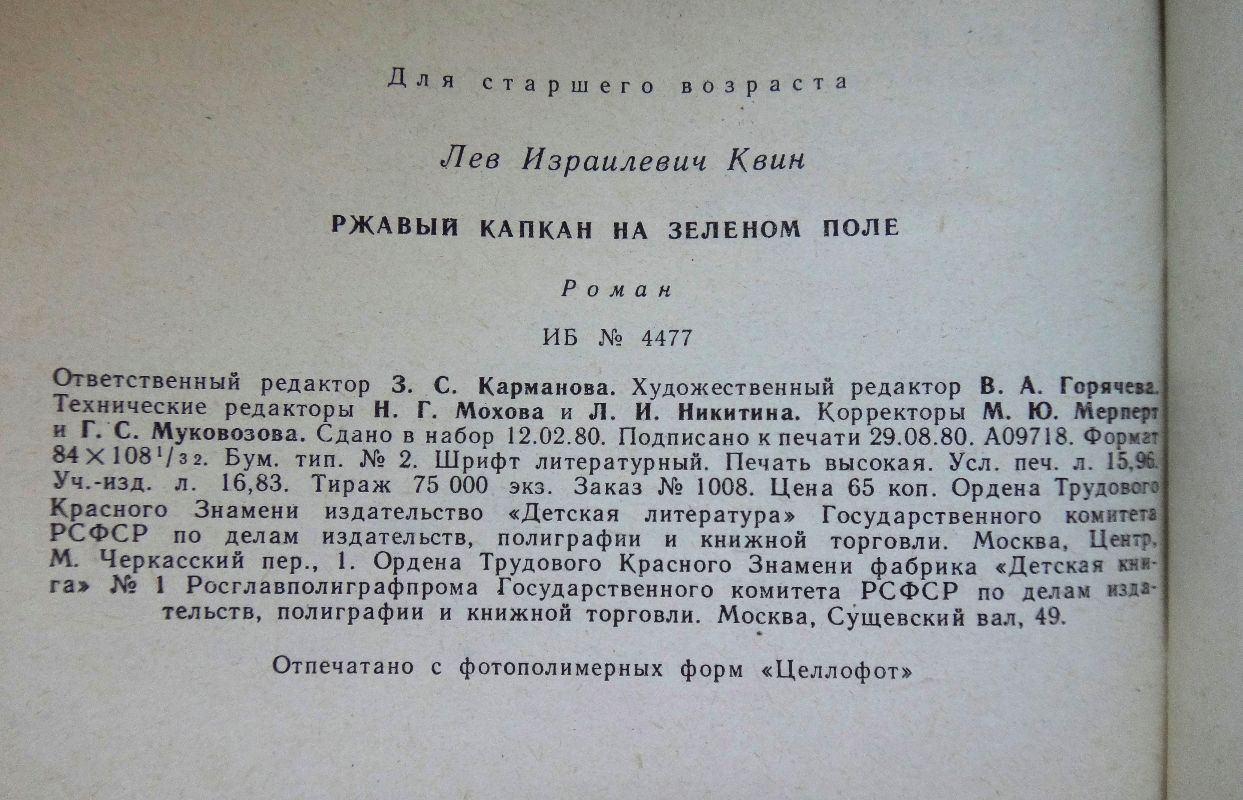 Для старшего возраста
Лев Израилевич Квин
РЖАВЫЙ КАПКАН НА ЗЕЛЕНОМ ПОЛЕ
Роман
ИБ № 4477
Ответственный редактор З. С. Карманова. Художественный редактор В. А. Горячева.
Технические редакторы Н. Г. Мохова и Л. И. Никитина. Корректоры М. Ю. Мерперт
и Г. С. Муковозова. Сдано в набор 12.02.80. Подписано к печати 29.08.80. А09718. Формат
84×108 1/32. Бум. тип. № 2. Шрифт литературный. Печать высокая. Усл. печ. л. 15,96.
Уч.-изд. л. 16,83. Тираж 75 000 экз. Заказ № 1008. Цена 65 коп. Ордена Трудового
Красного Знамени издательство «Детская литература» Государственного комитета
РСФСР по делам издательств, полиграфии и книжной торговли. Москва, Центр,
М. Черкасский пер., 1. Ордена Трудового Красного Знамени фабрика «Детская кни-
га» № 1 Росглавполиграфпрома Государственного комитета РСФСР по делам изда-
тельств, полиграфии и книжной торговли. Москва, Сущевский вал, 49.
Отпечатано с фотополимерных форм «Целлофот»